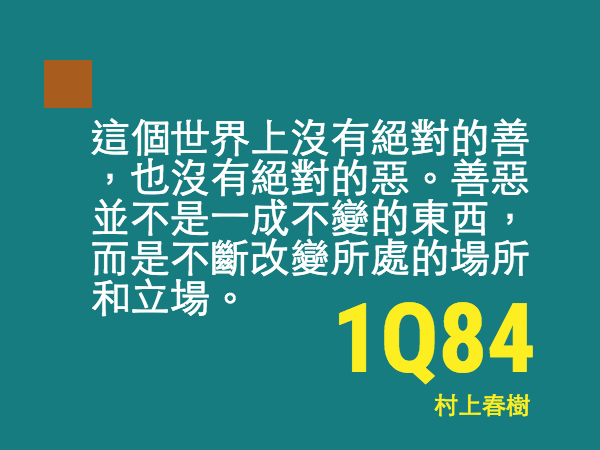 這個世界上沒有絕對的善
，也沒有絕對的惡。善惡
並不是一成不變的東西，
而是不斷改變所處的場所
和立場。
1Q84
村上春樹